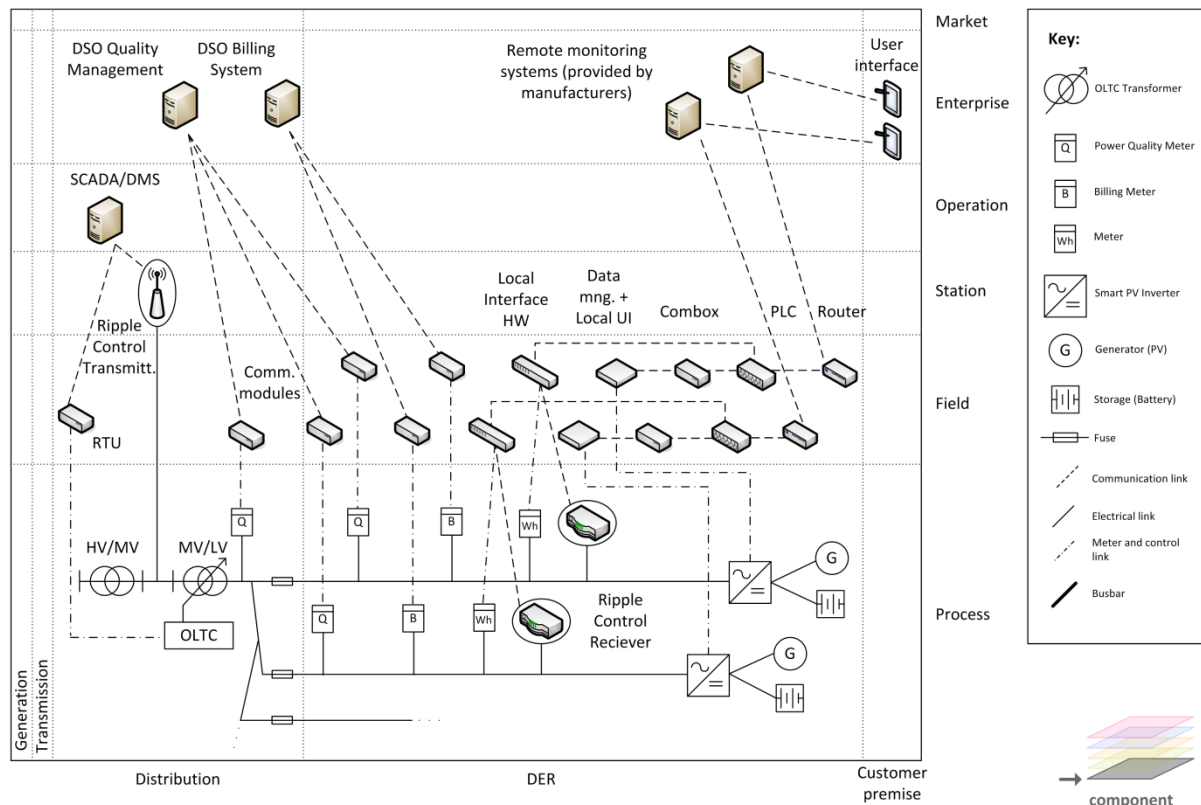 Market
DSO Quality
Management
DSO Billing
System
Remote monitoring
systems (provided by
manufacturers)
User
interface
Enterprise
SCADA/DMS
Operation
Local
Interface
HW
Data
mng. +
Local UI
Combox
PLC
Router
Station
Ripple
Control
Transmitt.
Comm.
modules
RTU
Field
Q
Q
B
Wh
HV/MV
MV/LV
OLTC
G
Q
B
Wh
Ripple
Control
Reciever
G
Process
Generation
Transmission
Distribution
DER
Customer
premise
Key:
OLTC Transformer
Q
Power Quality Meter
B
Billing Meter
Wh
Meter
Smart PV Inverter
G
Generator (PV)
Storage (Battery)
Fuse
Communication link
Electrical link
Meter and control
link
Busbar
component